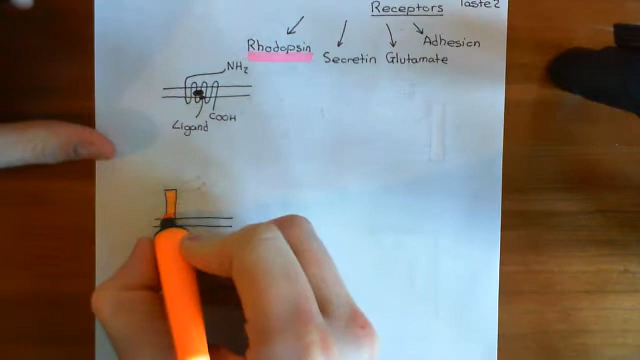 Receptors
Taste2
Rhodopsin
Secretin
Glutamate
Adhesion
NH2
COOH
Ligand